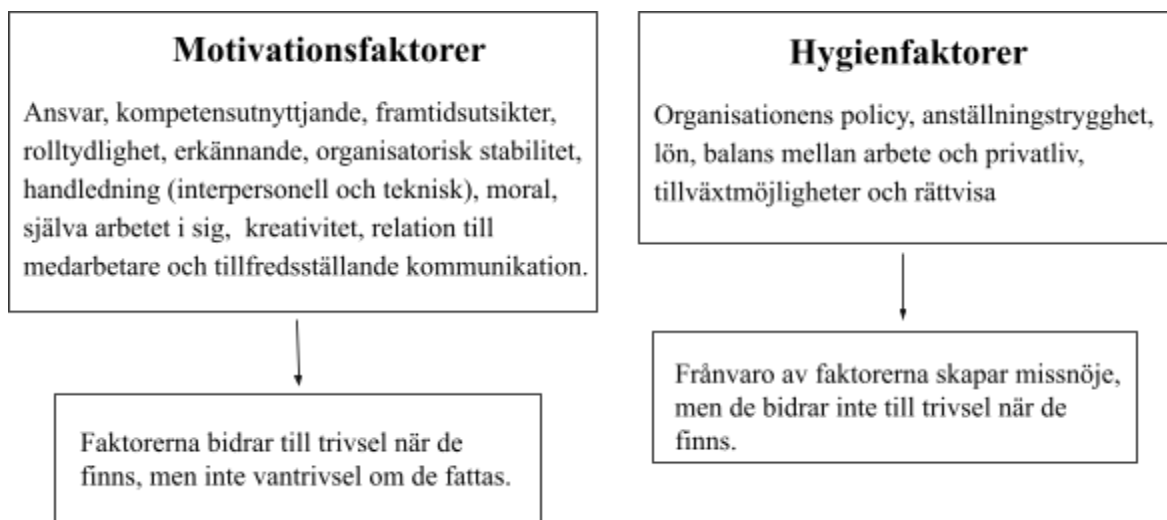 Motivationsfaktorer
Ansvar, kompetensutnyttjande, framtidsutsikter,
rolltydlighet, erkännande, organisatorisk stabilitet,
handledning (interpersonell och teknisk), moral,
själva arbetet i sig, kreativitet, relation till
medarbetare och tillfredsställande kommunikation.
Faktorerna bidrar till trivsel när de
finns, men inte vantrivsel om de fattas.
Hygienfaktorer
Organisationens policy, anställningstrygghet,
lön, balans mellan arbete och privatliv,
tillväxtmöjligheter och rättvisa
Frånvaro av faktorerna skapar missnöje,
men de bidrar inte till trivsel när de
finns.